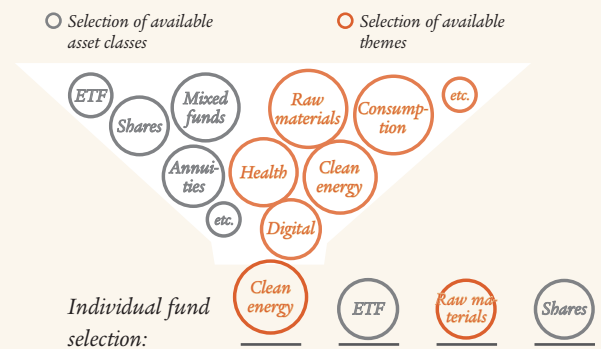 Selection of available
asset classes
Selection of available
themes
ETF
Shares
Mixed
funds
Raw
materials
Consump-
tion
etc.
Annui-
ties
Health
Clean
energy
etc.
Digital
Individual fund
selection:
Clean
energy
ETF
Raw ma-
terials
Shares